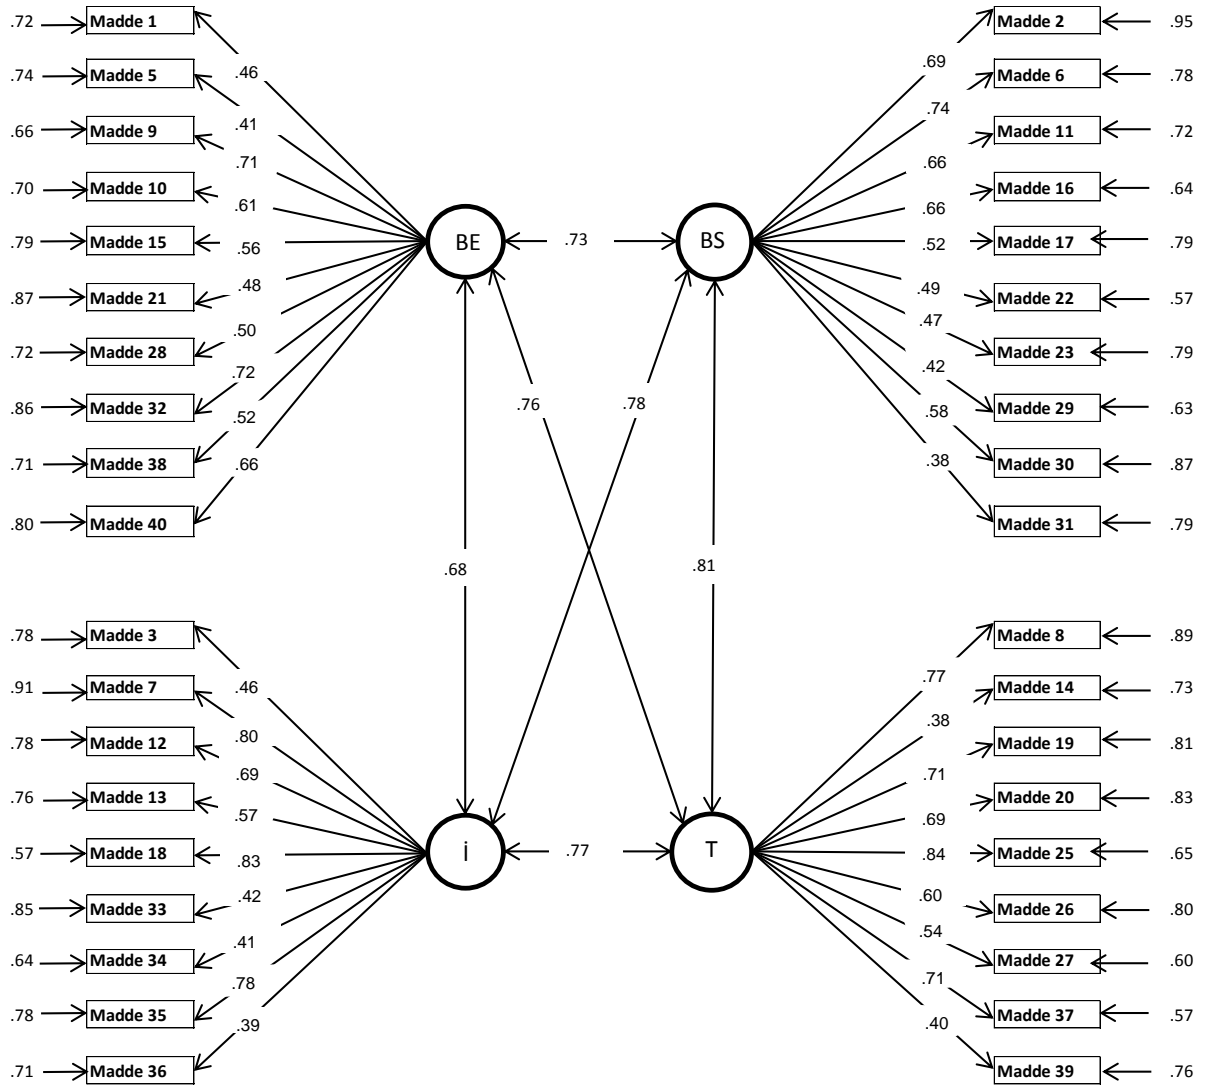 .72 Madde 1 .46
.74 Madde 5 .41
.66 Madde 9 .71
.70 Madde 10 .61
.79 Madde 15 .56
.87 Madde 21 .48
.72 Madde 28 .50
.86 Madde 32 .72
.71 Madde 38 .52
.80 Madde 40 .66
BE .73 BS
.69 Madde 2 .95
.74 Madde 6 .78
.66 Madde 11 .72
.66 Madde 16 .64
.52 Madde 17 .79
.49 Madde 22 .57
.47 Madde 23 .79
.42 Madde 29 .63
.58 Madde 30 .87
.38 Madde 31 .79
.76 .78
.68 .81
.78 Madde 3 .46
.91 Madde 7 .80
.78 Madde 12 .69
.76 Madde 13 .57
.57 Madde 18 .83
.85 Madde 33 .42
.64 Madde 34 .41
.78 Madde 35 .78
.71 Madde 36 .39
İ .77 T
.77 Madde 8 .89
.38 Madde 14 .73
.71 Madde 19 .81
.69 Madde 20 .83
.84 Madde 25 .65
.60 Madde 26 .80
.54 Madde 27 .60
.71 Madde 37 .57
.40 Madde 39 .76